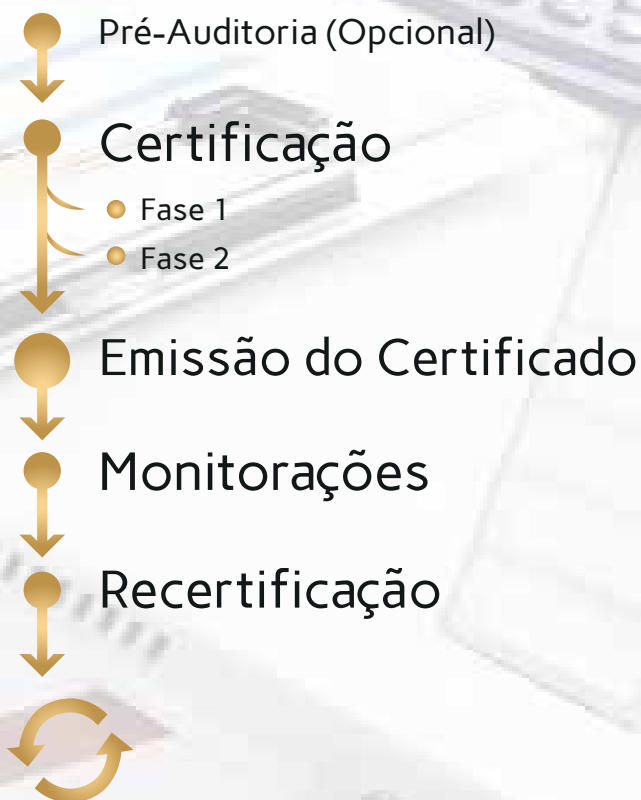 Pré-Auditoria (Opcional)
Certificação
Fase 1
Fase 2
Emissão do Certificado
Monitorações
Recertificação